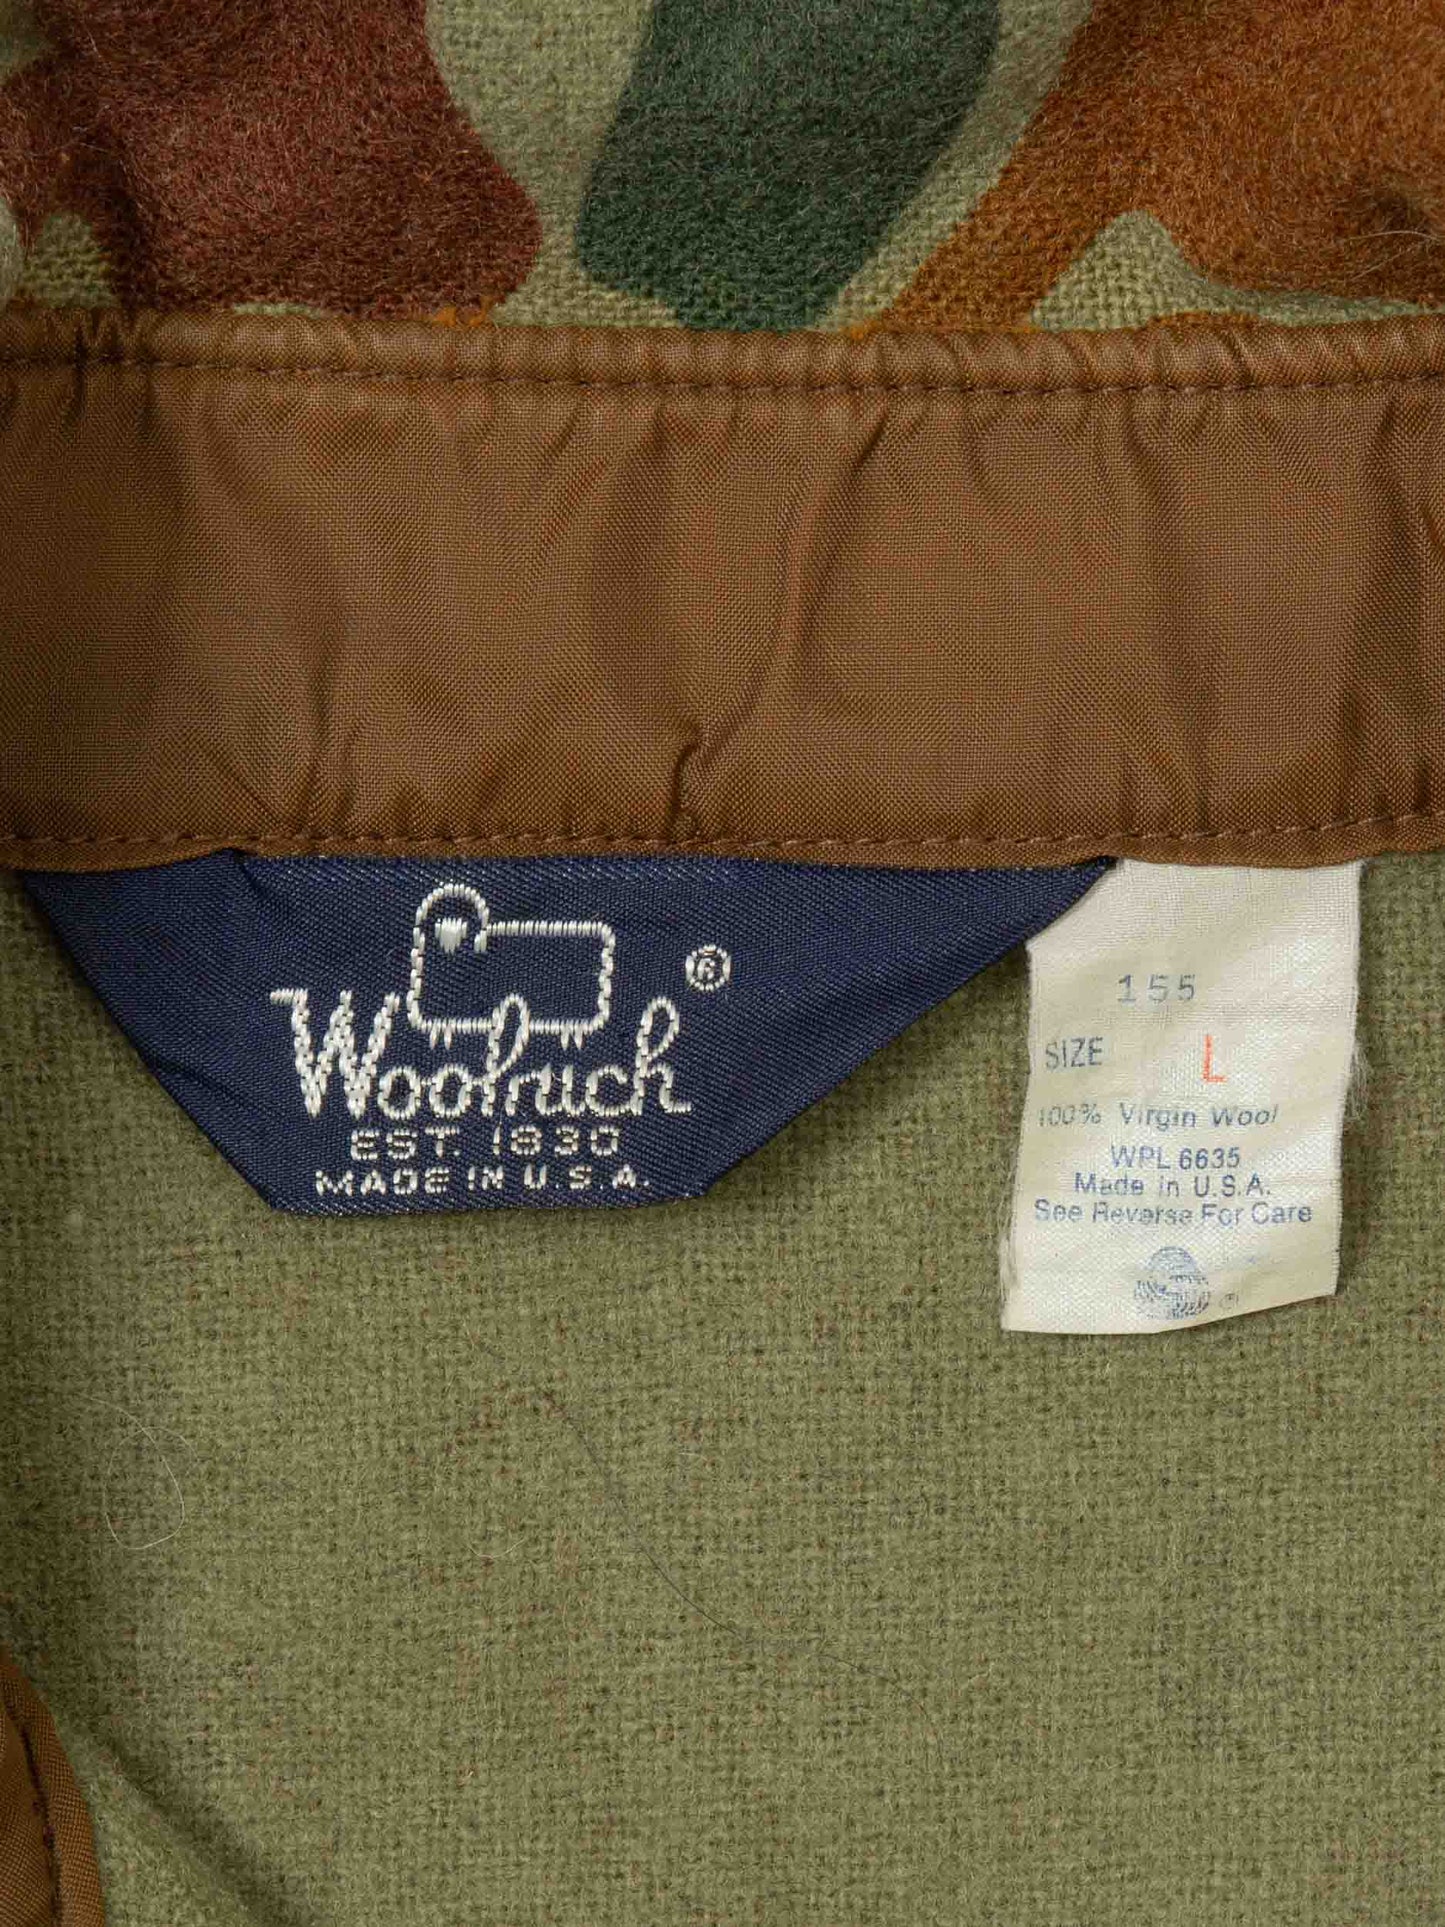 Woolrich®
EST. 1830
MADE IN U.S.A.
155
SIZE L
100% Virgin Wool
WPL 6635
Made in U.S.A.
See Reverse For Care
®